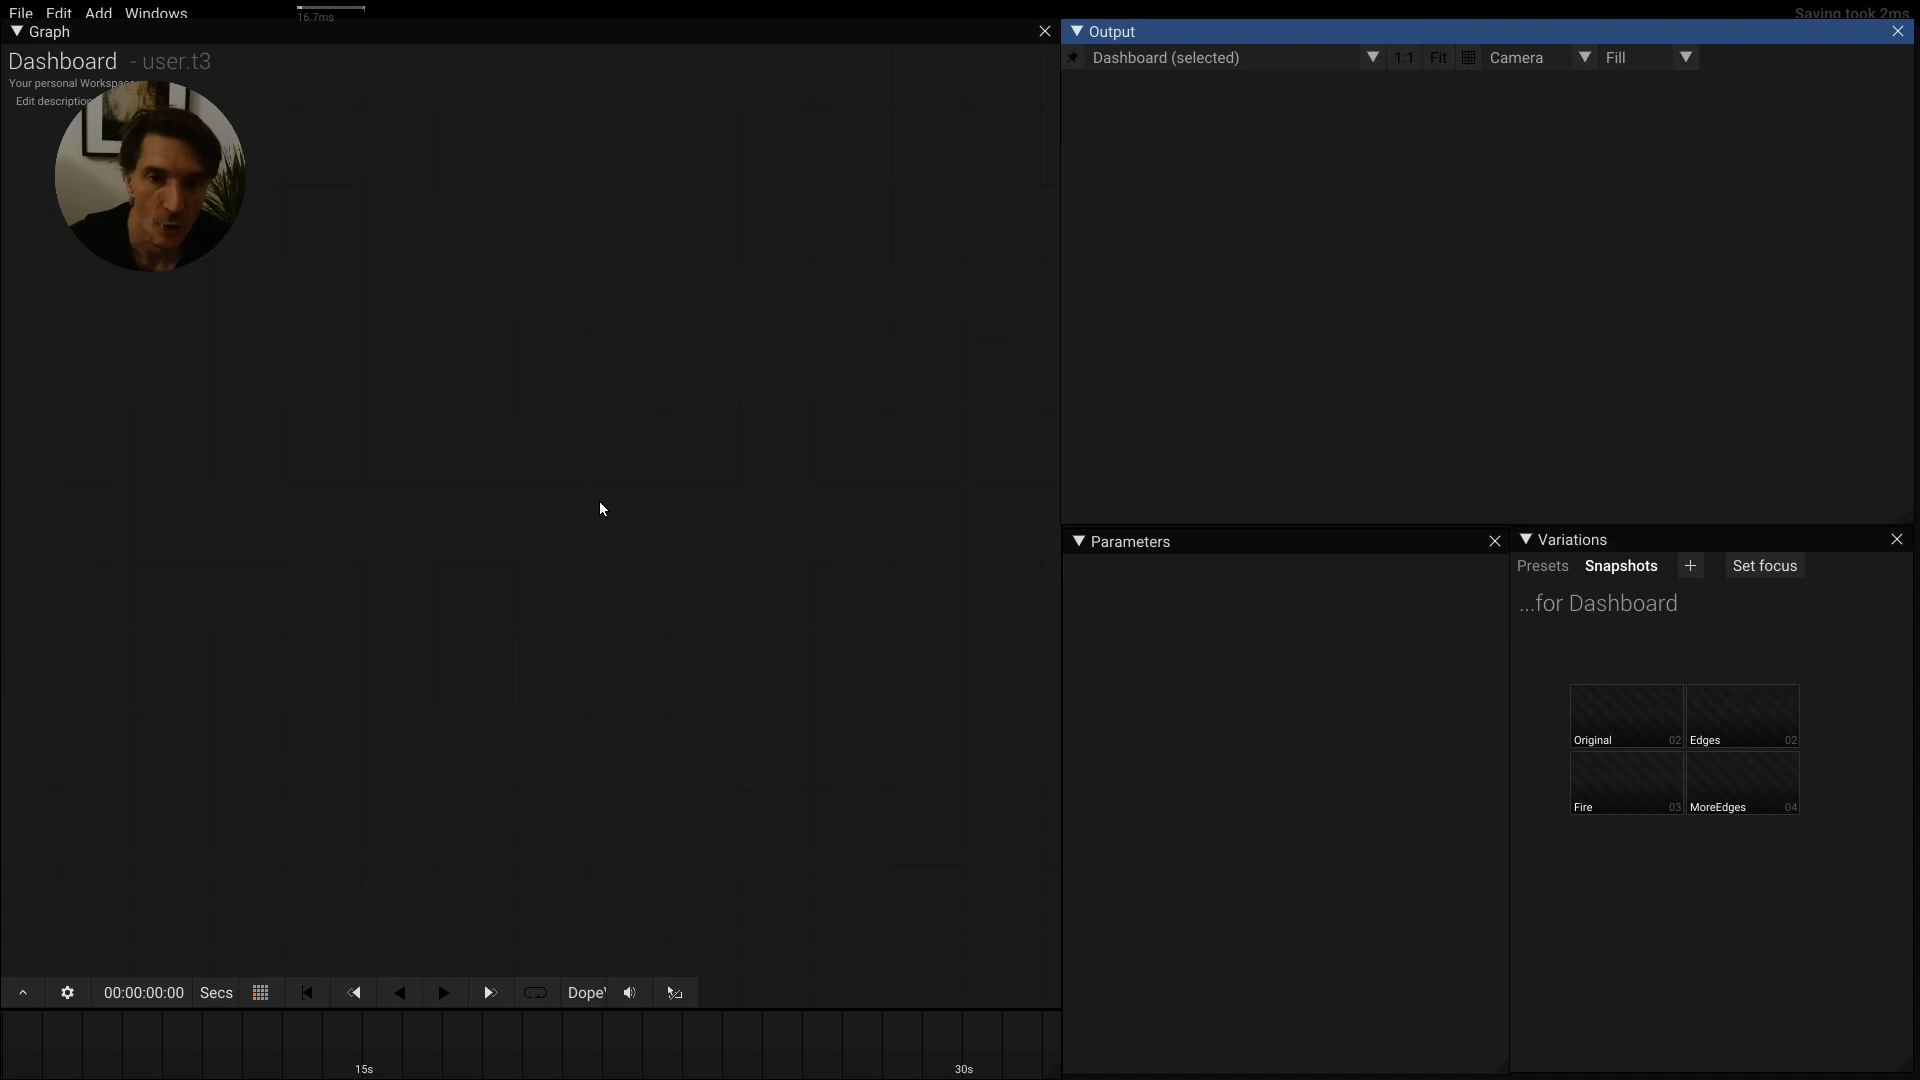 File Edit Add Windows
16.7ms
Saving took 2ms.
Graph
Dashboard - user.t3
Your personal Workspace
Edit description
Output
Dashboard (selected)
1:1
Fit
Camera
Fill
Parameters
Variations
Presets
Snapshots
+
Set focus
...for Dashboard
Original 02
Edges 02
Fire 03
MoreEdges 04
00:00:00:00
Secs
DopeV
15s
30s